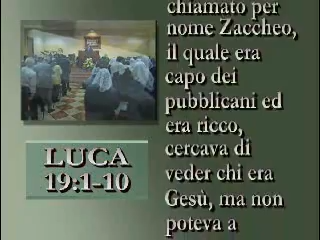 chiamato per
nome Zaccheo,
il quale era
capo dei
pubblicani ed
era ricco,
cercava di
veder chi era
Gesù, ma non
poteva a
LUCA
19:1-10